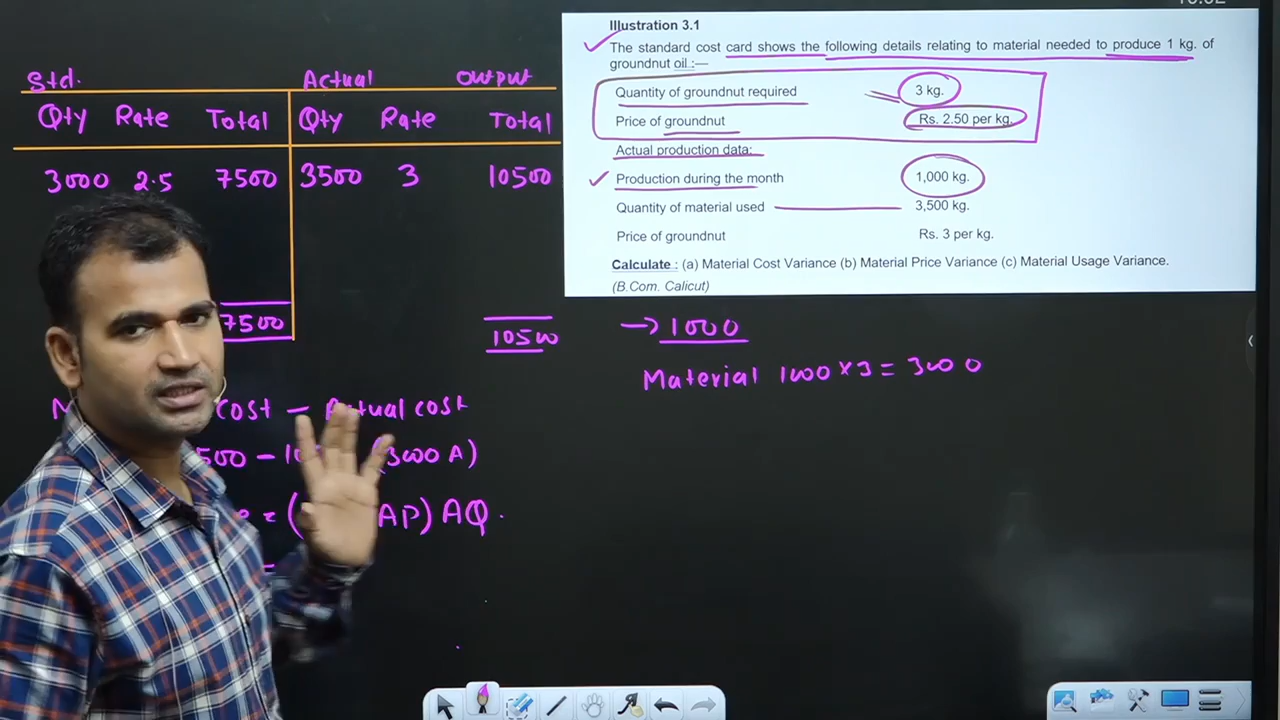 Illustration 3.1
The standard cost card shows the following details relating to material needed to produce 1 kg. of
groundnut oil :—
Quantity of groundnut required 3 kg.
Price of groundnut Rs. 2.50 per kg.
Actual production data:
Production during the month 1,000 kg.
Quantity of material used 3,500 kg.
Price of groundnut Rs. 3 per kg.
Calculate : (a) Material Cost Variance (b) Material Price Variance (c) Material Usage Variance.
(B.Com. Calicut)
Std. Actual Output
Qty Rate Total Qty Rate Total
3000 2.5 7500 3500 3 10500
7500 10500
cost – Actual cost
500 – (3000 A)
= ( AP) AQ.
→ 1000
Material 1000 × 3 = 3000